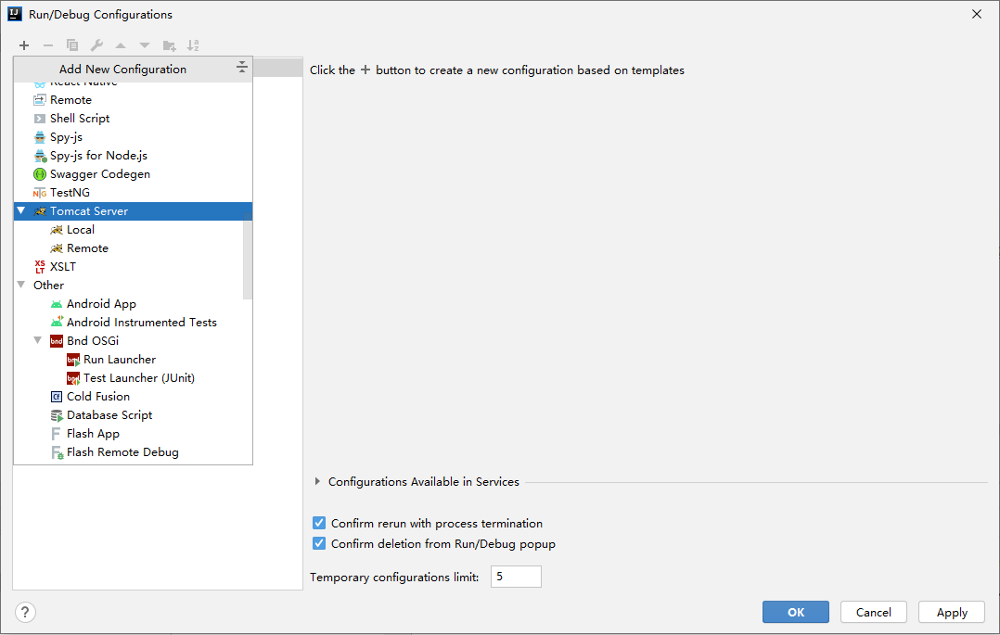 Run/Debug Configurations
Add New Configuration
Click the + button to create a new configuration based on templates
React Native
Remote
Shell Script
Spy-js
Spy-js for Node.js
Swagger Codegen
TestNG
Tomcat Server
Local
Remote
XSLT
Other
Android App
Android Instrumented Tests
Bnd OSGi
Run Launcher
Test Launcher (JUnit)
Cold Fusion
Database Script
Flash App
Flash Remote Debug
Configurations Available in Services
Confirm rerun with process termination
Confirm deletion from Run/Debug popup
Temporary configurations limit: 5
? OK Cancel Apply